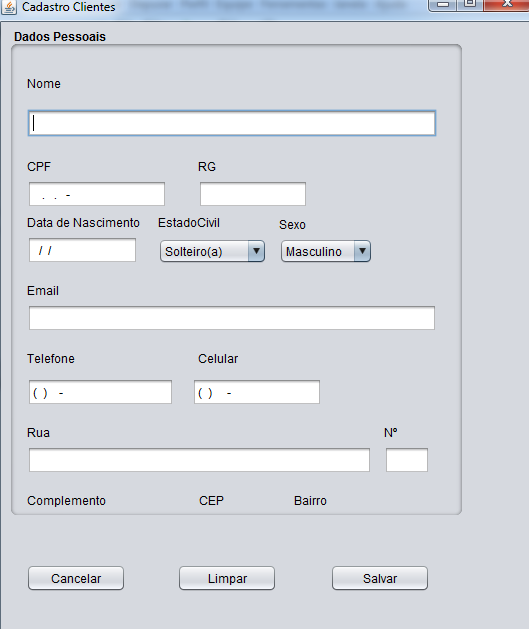 Cadastro Clientes
Dados Pessoais
Nome
CPF RG
. . -
Data de Nascimento EstadoCivil Sexo
/ / Solteiro(a) Masculino
Email
Telefone Celular
( ) - ( ) -
Rua Nº
Complemento CEP Bairro
Cancelar Limpar Salvar